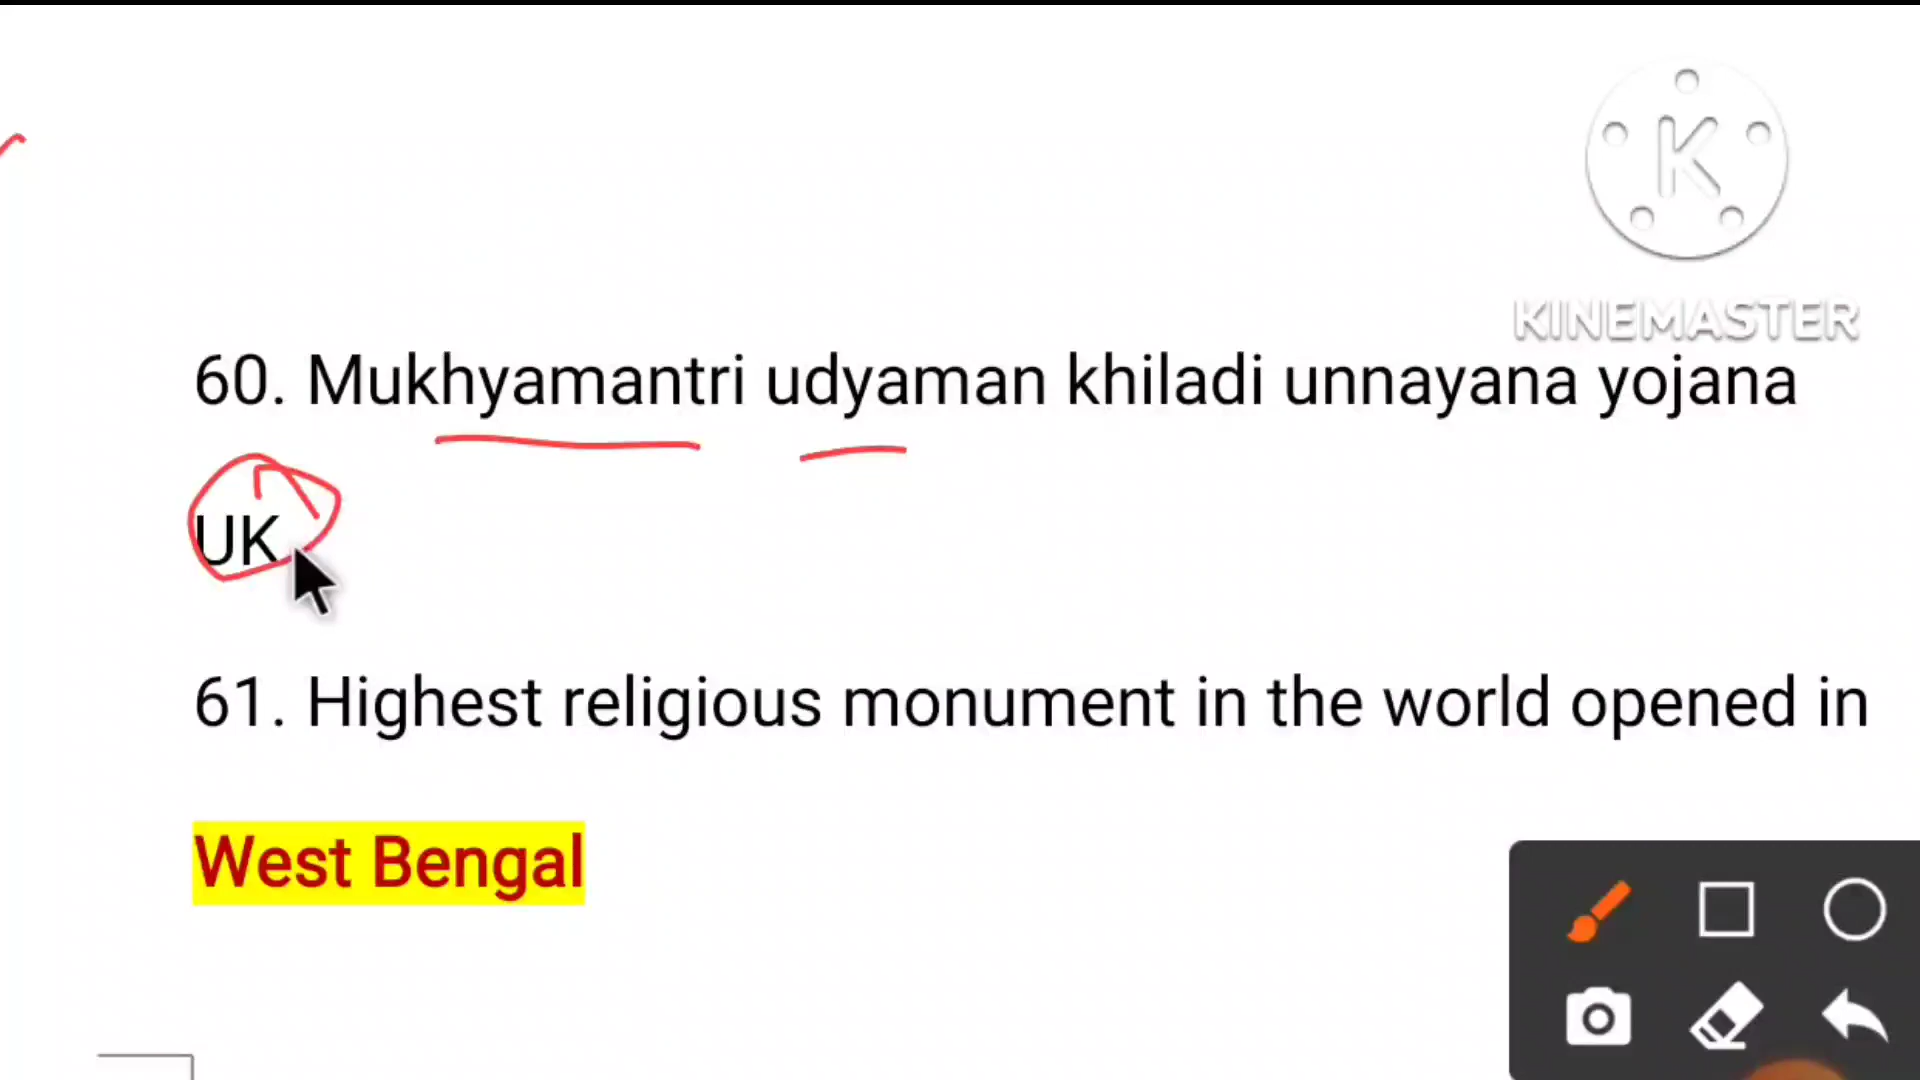 K
KINEMASTER
60. Mukhyamantri udyaman khiladi unnayana yojana
UK
61. Highest religious monument in the world opened in
West Bengal